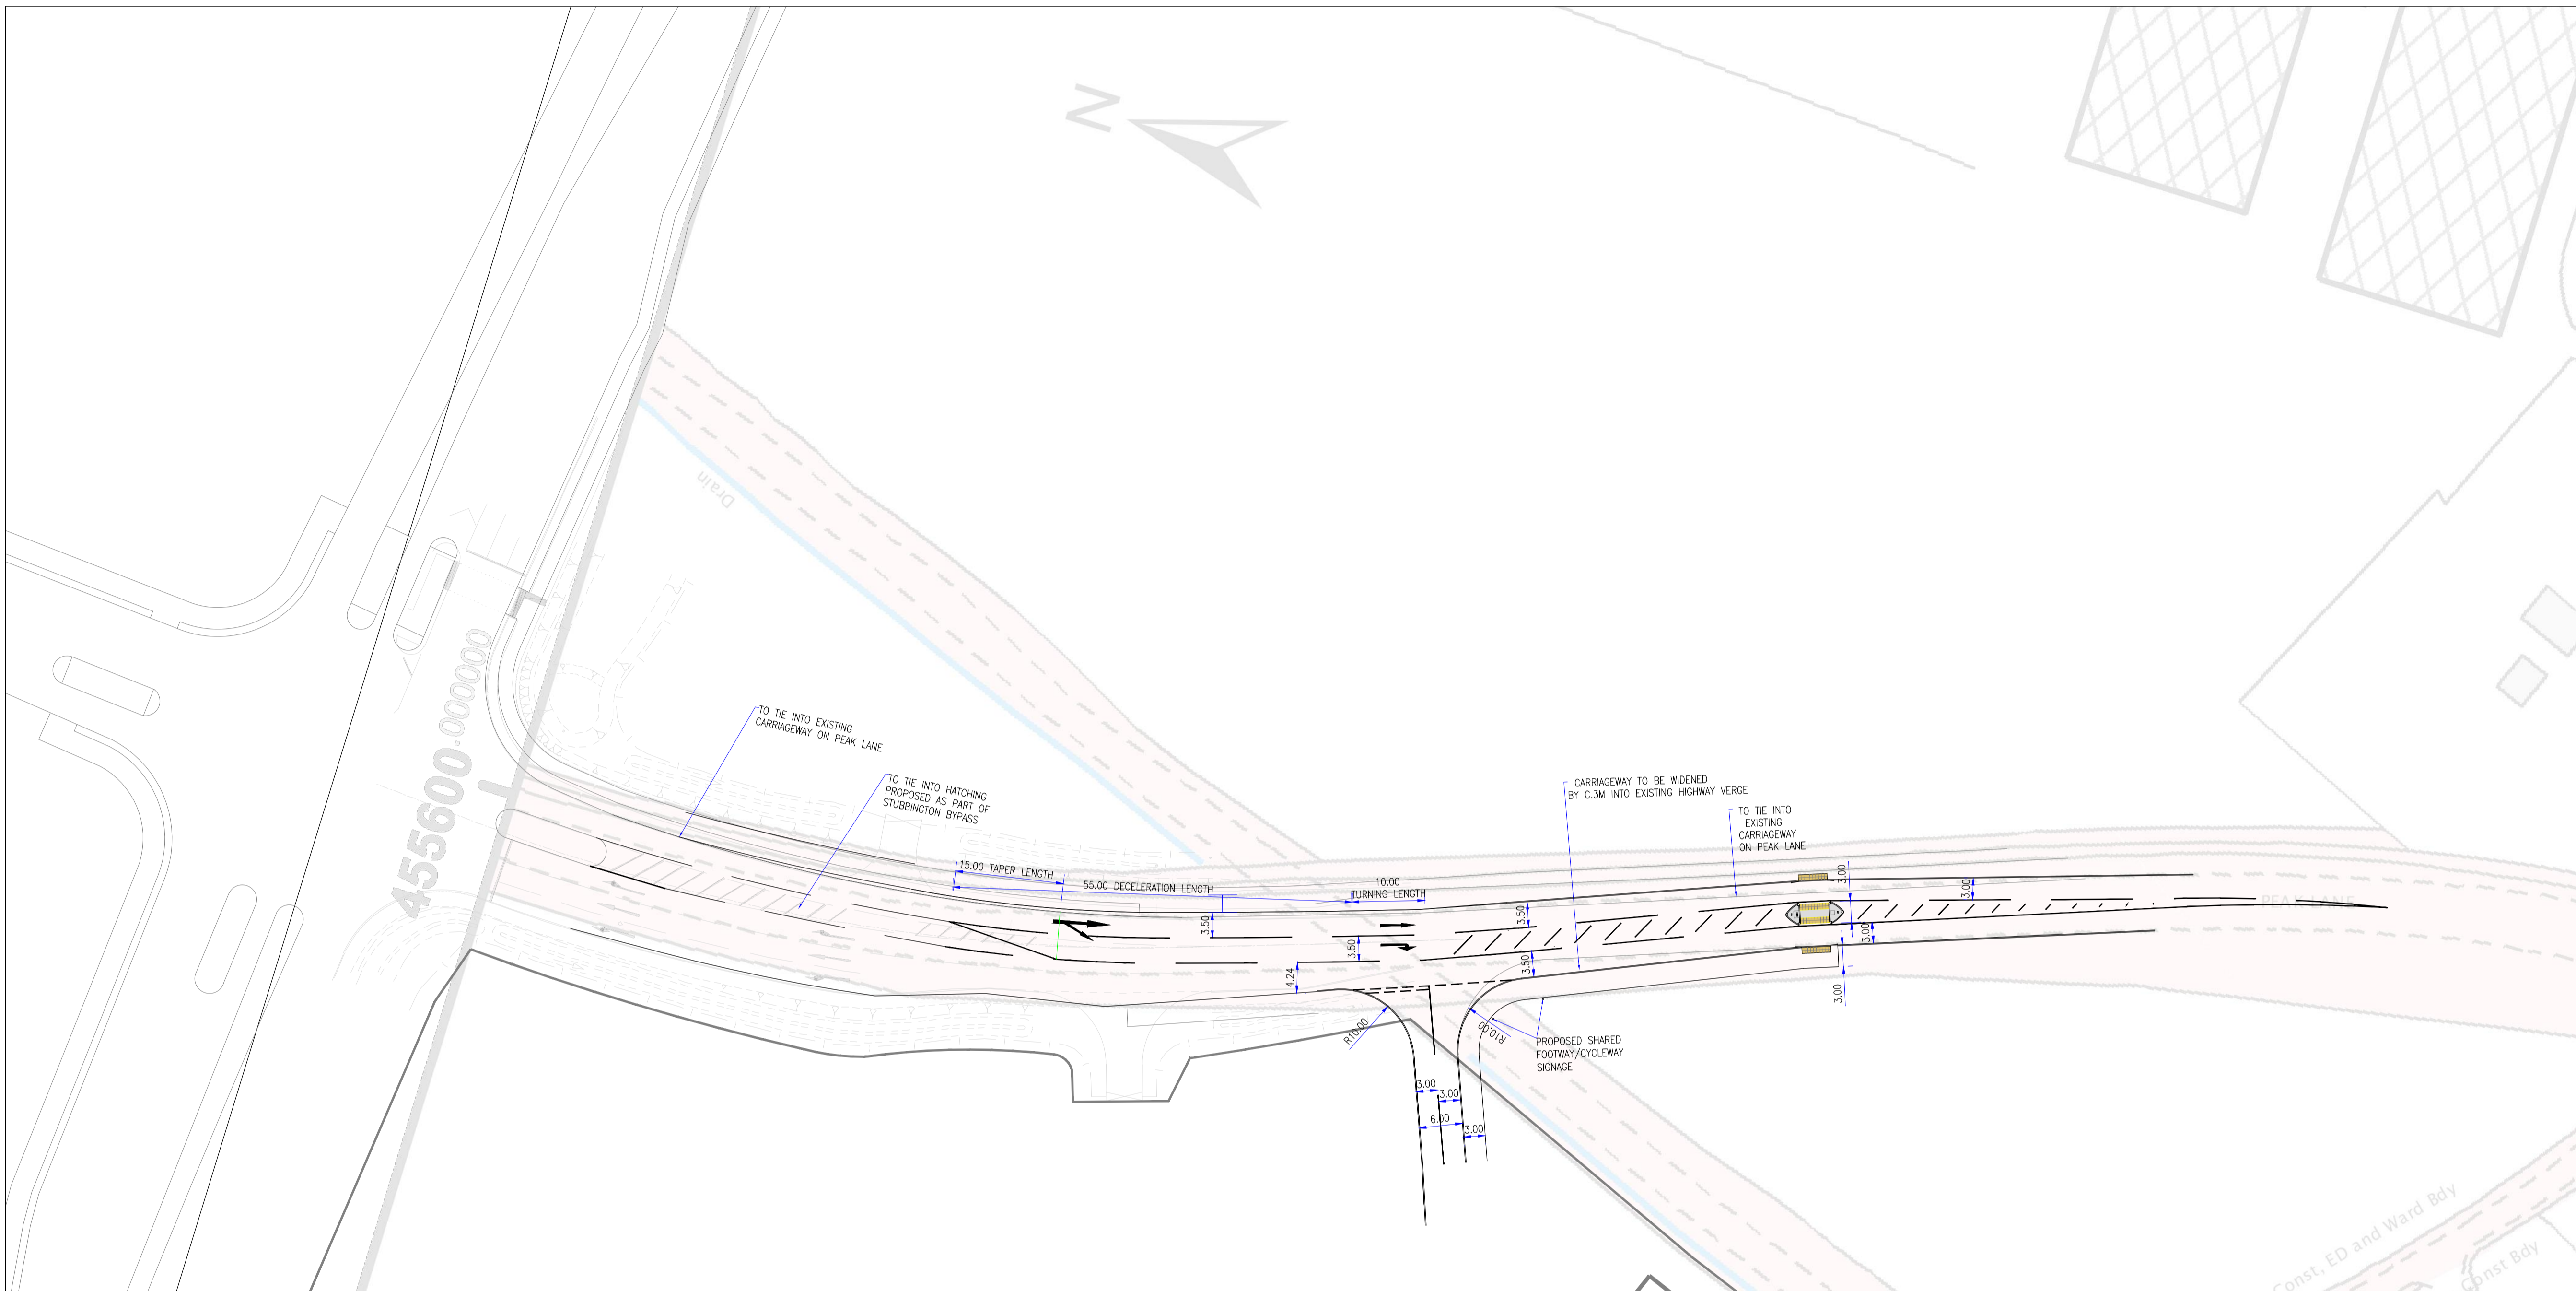 N
Drain
455600.000000
TO TIE INTO EXISTING
CARRIAGEWAY ON PEAK LANE
TO TIE INTO HATCHING
PROPOSED AS PART OF
STUBBINGTON BYPASS
15.00 TAPER LENGTH
55.00 DECELERATION LENGTH
10.00
TURNING LENGTH
CARRIAGEWAY TO BE WIDENED
BY C.3M INTO EXISTING HIGHWAY VERGE
TO TIE INTO
EXISTING
CARRIAGEWAY
ON PEAK LANE
3.00
3.00
PEAK LANE
3.50
3.50
3.50
3.50
4.24
3.00
3.00
R10.00
R10.00
PROPOSED SHARED
FOOTWAY/CYCLEWAY
SIGNAGE
3.00
3.00
6.00
3.00
Const, ED and Ward Bdy
Const Bdy